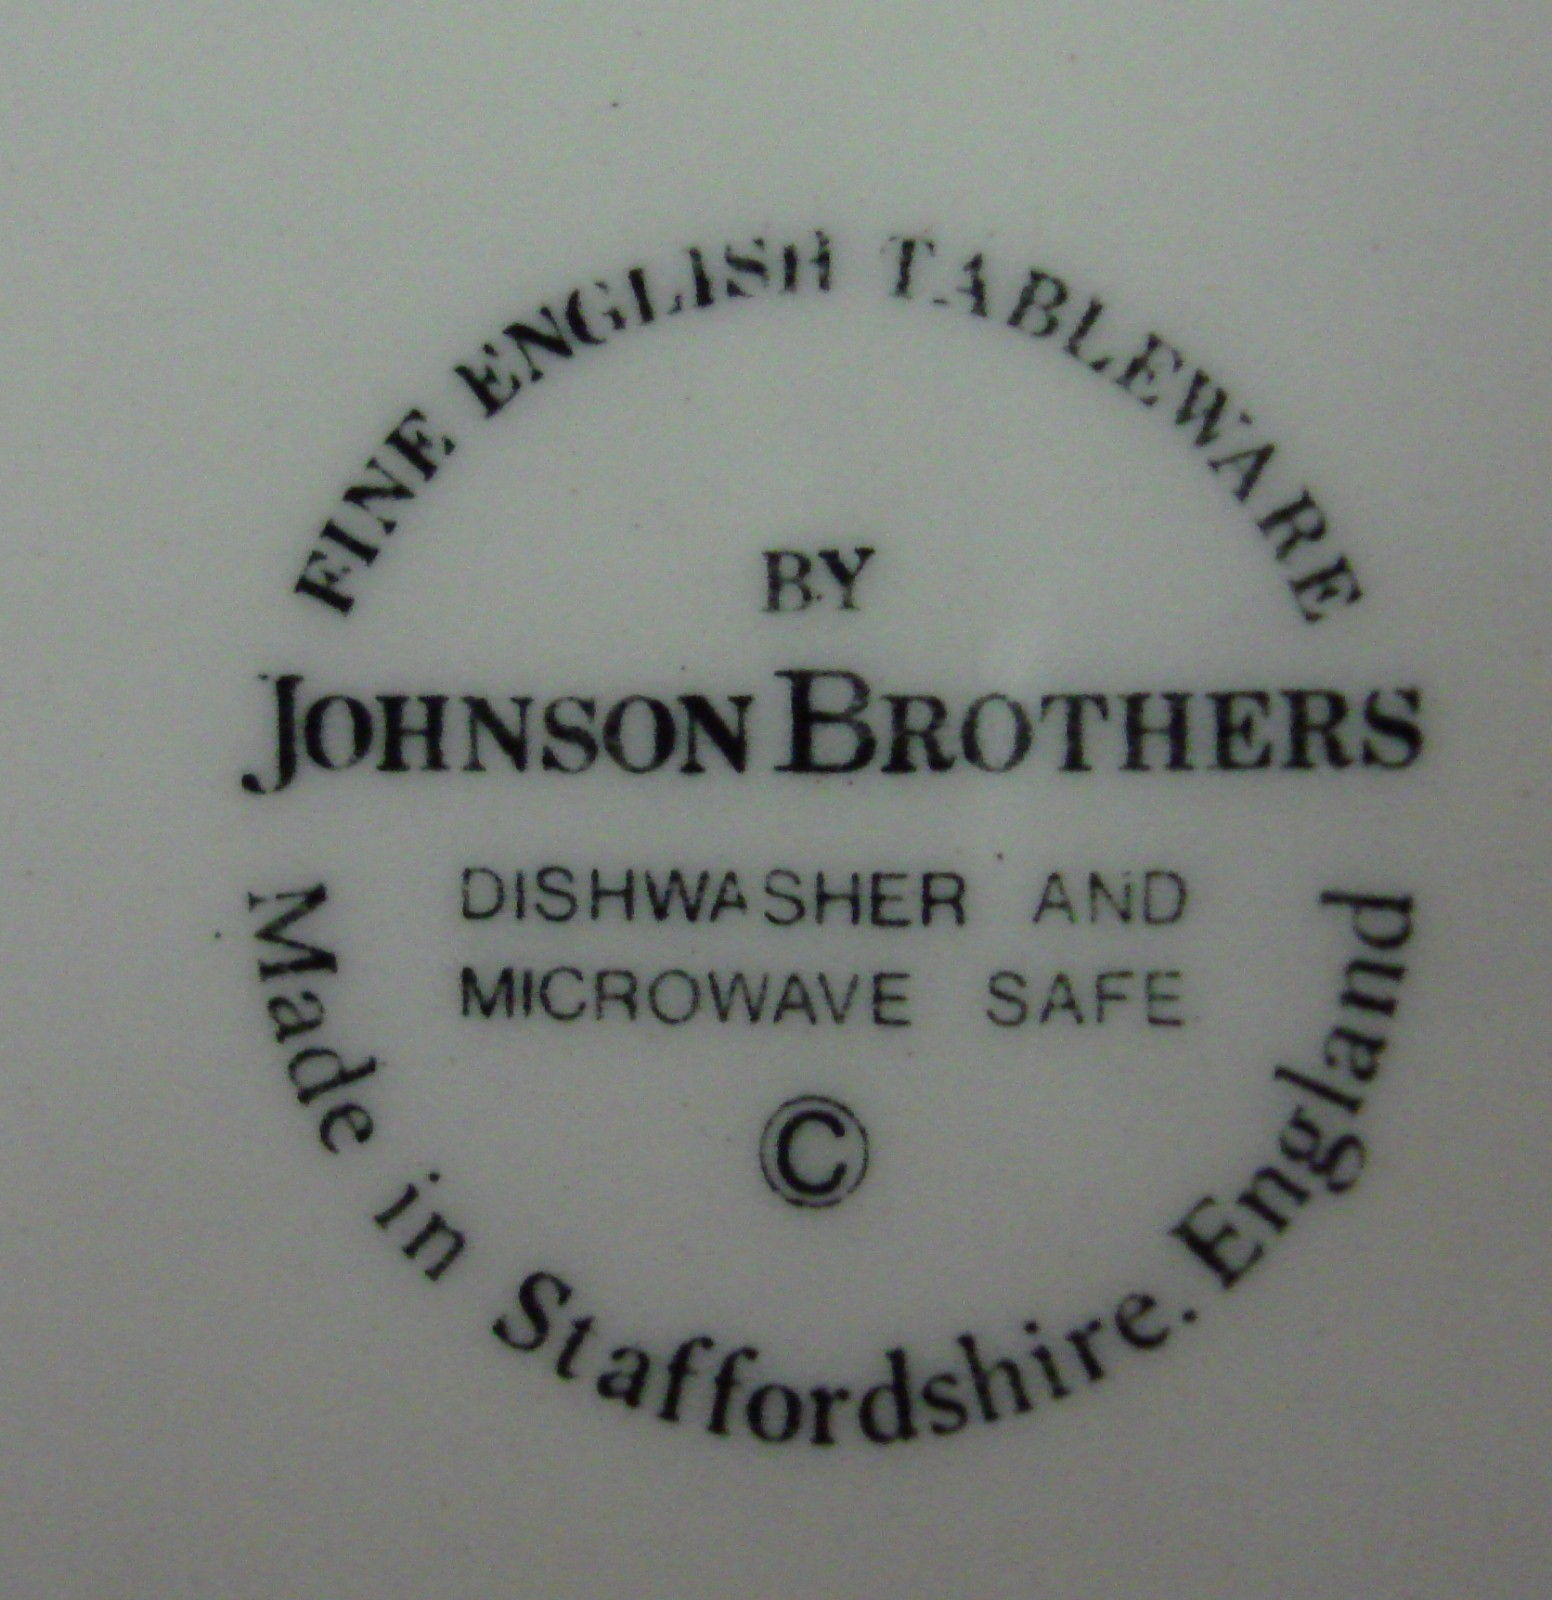 FINE ENGLISH TABLEWARE
BY
JOHNSON BROTHERS
DISHWASHER AND
MICROWAVE SAFE
©
Made in Staffordshire. England